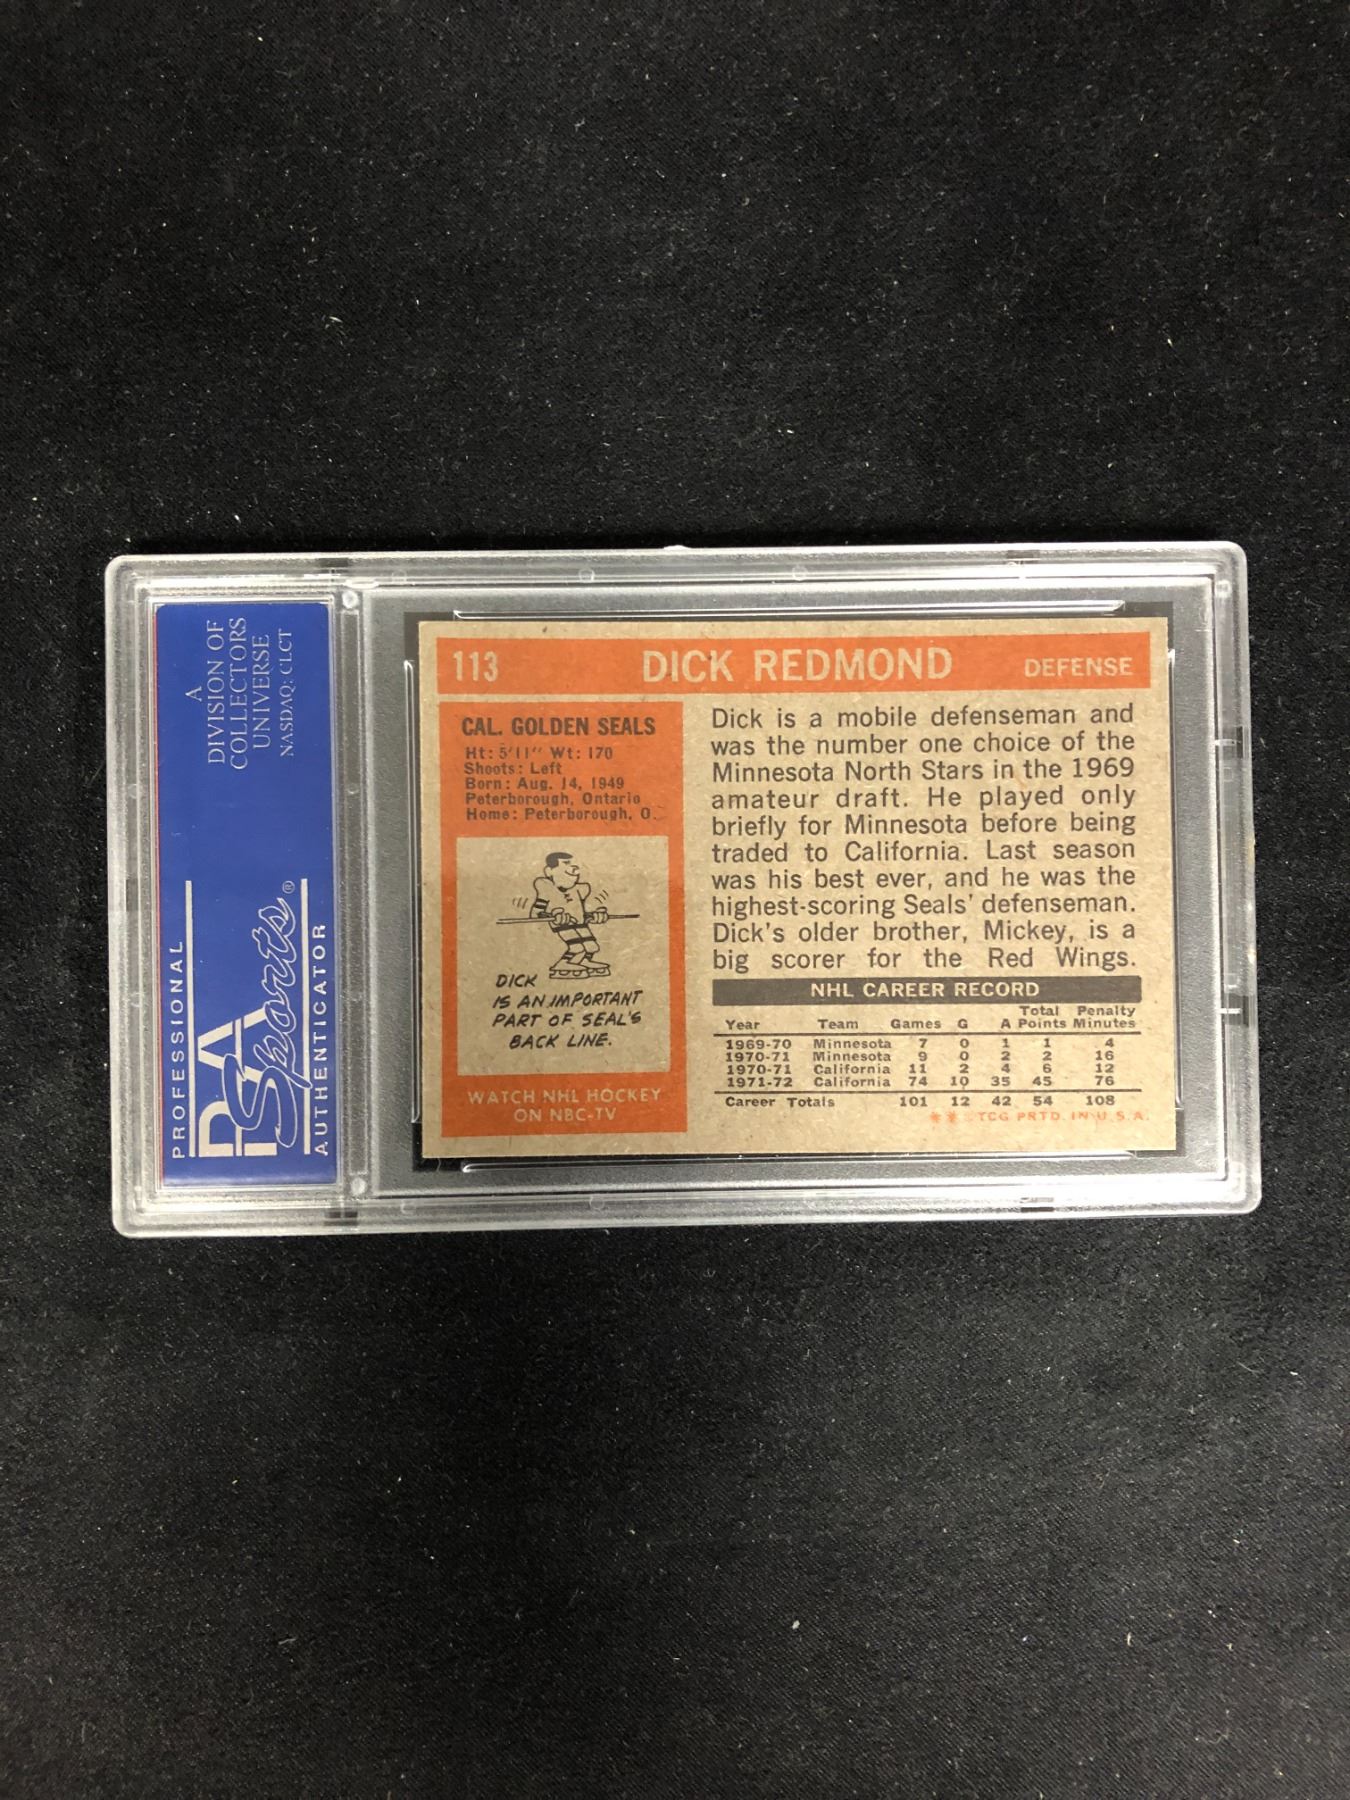 A
DIVISION OF
COLLECTORS
UNIVERSE
NASDAQ: CLCT
PROFESSIONAL
PSA
Sports®
AUTHENTICATOR
113 DICK REDMOND DEFENSE
CAL. GOLDEN SEALS
Ht: 5'11" Wt: 170
Shoots: Left
Born: Aug. 14, 1949
Peterborough, Ontario
Home: Peterborough, O.
DICK
IS AN IMPORTANT
PART OF SEAL'S
BACK LINE.
WATCH NHL HOCKEY
ON NBC-TV
Dick is a mobile defenseman and
was the number one choice of the
Minnesota North Stars in the 1969
amateur draft. He played only
briefly for Minnesota before being
traded to California. Last season
was his best ever, and he was the
highest-scoring Seals' defenseman.
Dick's older brother, Mickey, is a
big scorer for the Red Wings.
NHL CAREER RECORD
Total Penalty
Year Team Games G A Points Minutes
1969-70 Minnesota 7 0 1 1 4
1970-71 Minnesota 9 0 2 2 16
1970-71 California 11 2 4 6 12
1971-72 California 74 10 35 45 76
Career Totals 101 12 42 54 108
**©TCG PRTD. IN U.S.A.